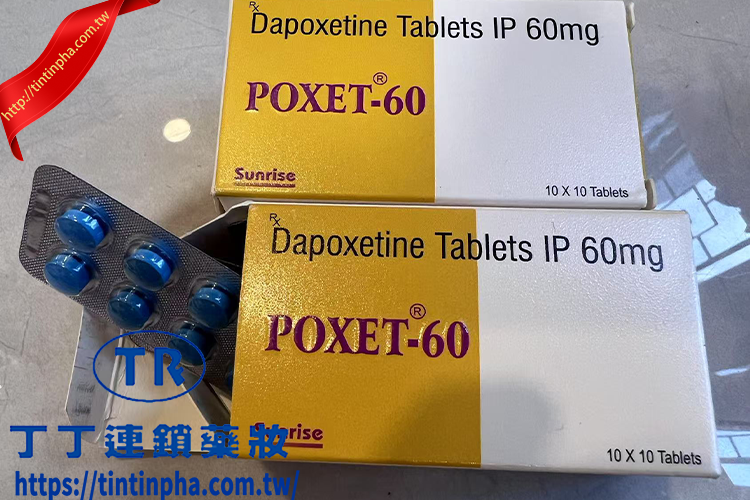 http://tintinpha.com.tw
Rx
Dapoxetine Tablets IP 60mg
POXET®-60
Sunrise
10 X 10 Tablets
Rx
Dapoxetine Tablets IP 60mg
POXET®-60
Sunrise
10 X 10 Tablets
TR
丁丁連鎖藥妝
https://tintinpha.com.tw/